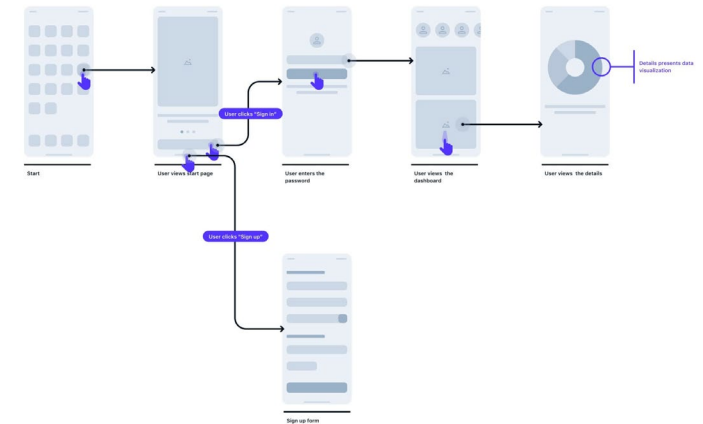 Details presents data
visualization
User clicks "Sign in"
Start
User views start page
User enters the
password
User views  the
dashboard
User views  the details
User clicks "Sign up"
Sign up form